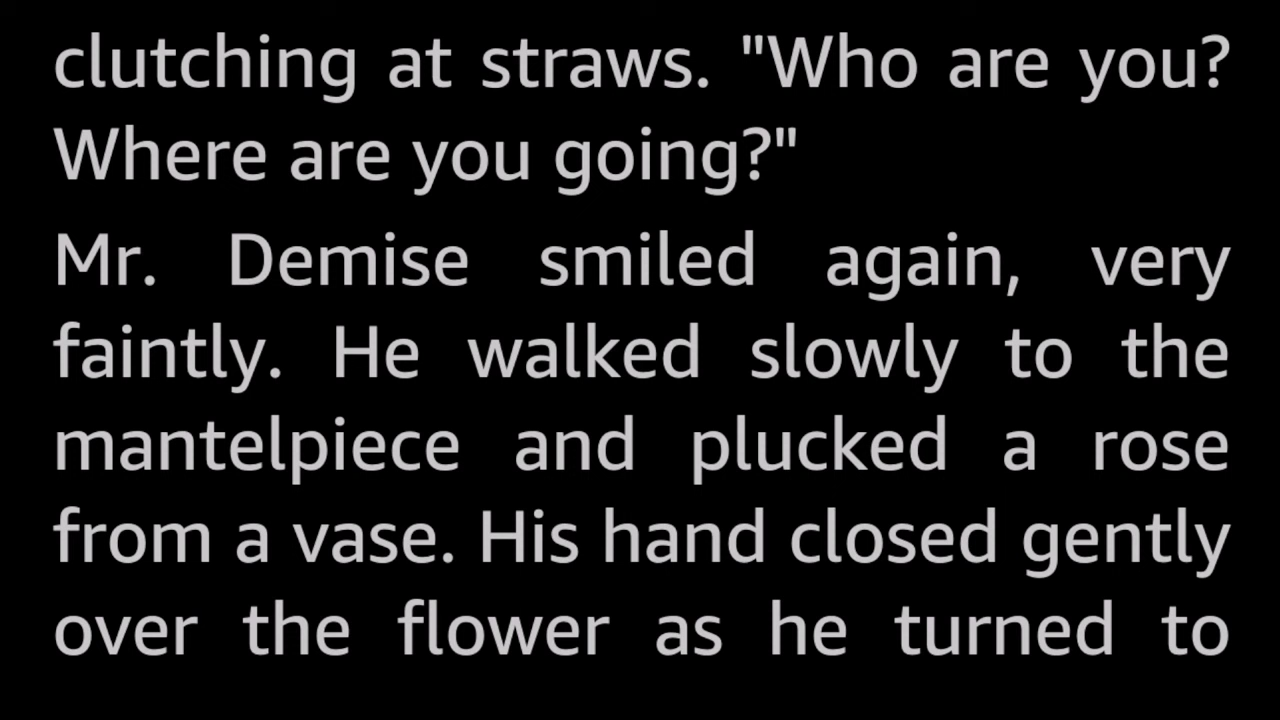 clutching at straws. "Who are you?
Where are you going?"
Mr. Demise smiled again, very
faintly. He walked slowly to the
mantelpiece and plucked a rose
from a vase. His hand closed gently
over the flower as he turned to